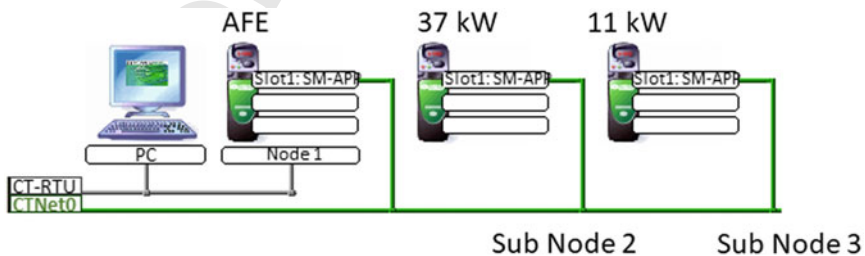 AFE 37 kW 11 kW
Slot1: SM-APP Slot1: SM-APP Slot1: SM-APP
PC Node 1
CT-RTU
CTNet0
Sub Node 2 Sub Node 3